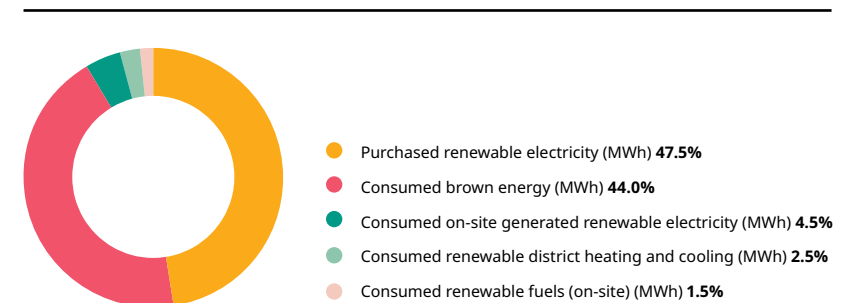 Purchased renewable electricity (MWh) 47.5%
Consumed brown energy (MWh) 44.0%
Consumed on-site generated renewable electricity (MWh) 4.5%
Consumed renewable district heating and cooling (MWh) 2.5%
Consumed renewable fuels (on-site) (MWh) 1.5%